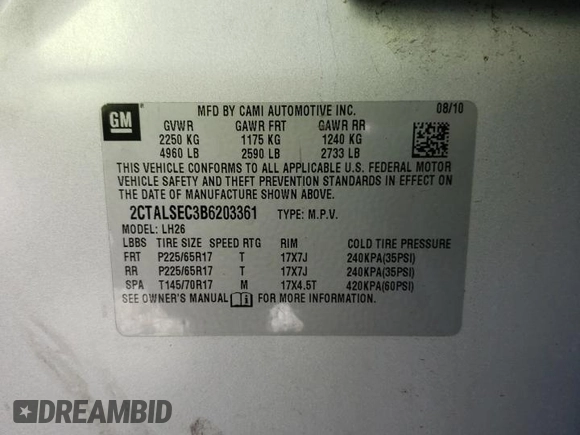 GM
MFD BY CAMI AUTOMOTIVE INC. 08/10
GVWR GAWR FRT GAWR RR
2250 KG 1175 KG 1240 KG
4960 LB 2590 LB 2733 LB
THIS VEHICLE CONFORMS TO ALL APPLICABLE U.S. FEDERAL MOTOR
VEHICLE SAFETY AND THEFT PREVENTION STANDARDS IN EFFECT ON
THE DATE OF MANUFACTURE SHOWN ABOVE.
2CTALSEC3B6203361 TYPE: M.P.V.
MODEL: LH26
LBBS TIRE SIZE SPEED RTG RIM COLD TIRE PRESSURE
FRT P225/65R17 T 17X7J 240KPA(35PSI)
RR P225/65R17 T 17X7J 240KPA(35PSI)
SPA T145/70R17 M 17X4.5T 420KPA(60PSI)
SEE OWNER'S MANUAL FOR MORE INFORMATION.
DREAMBID